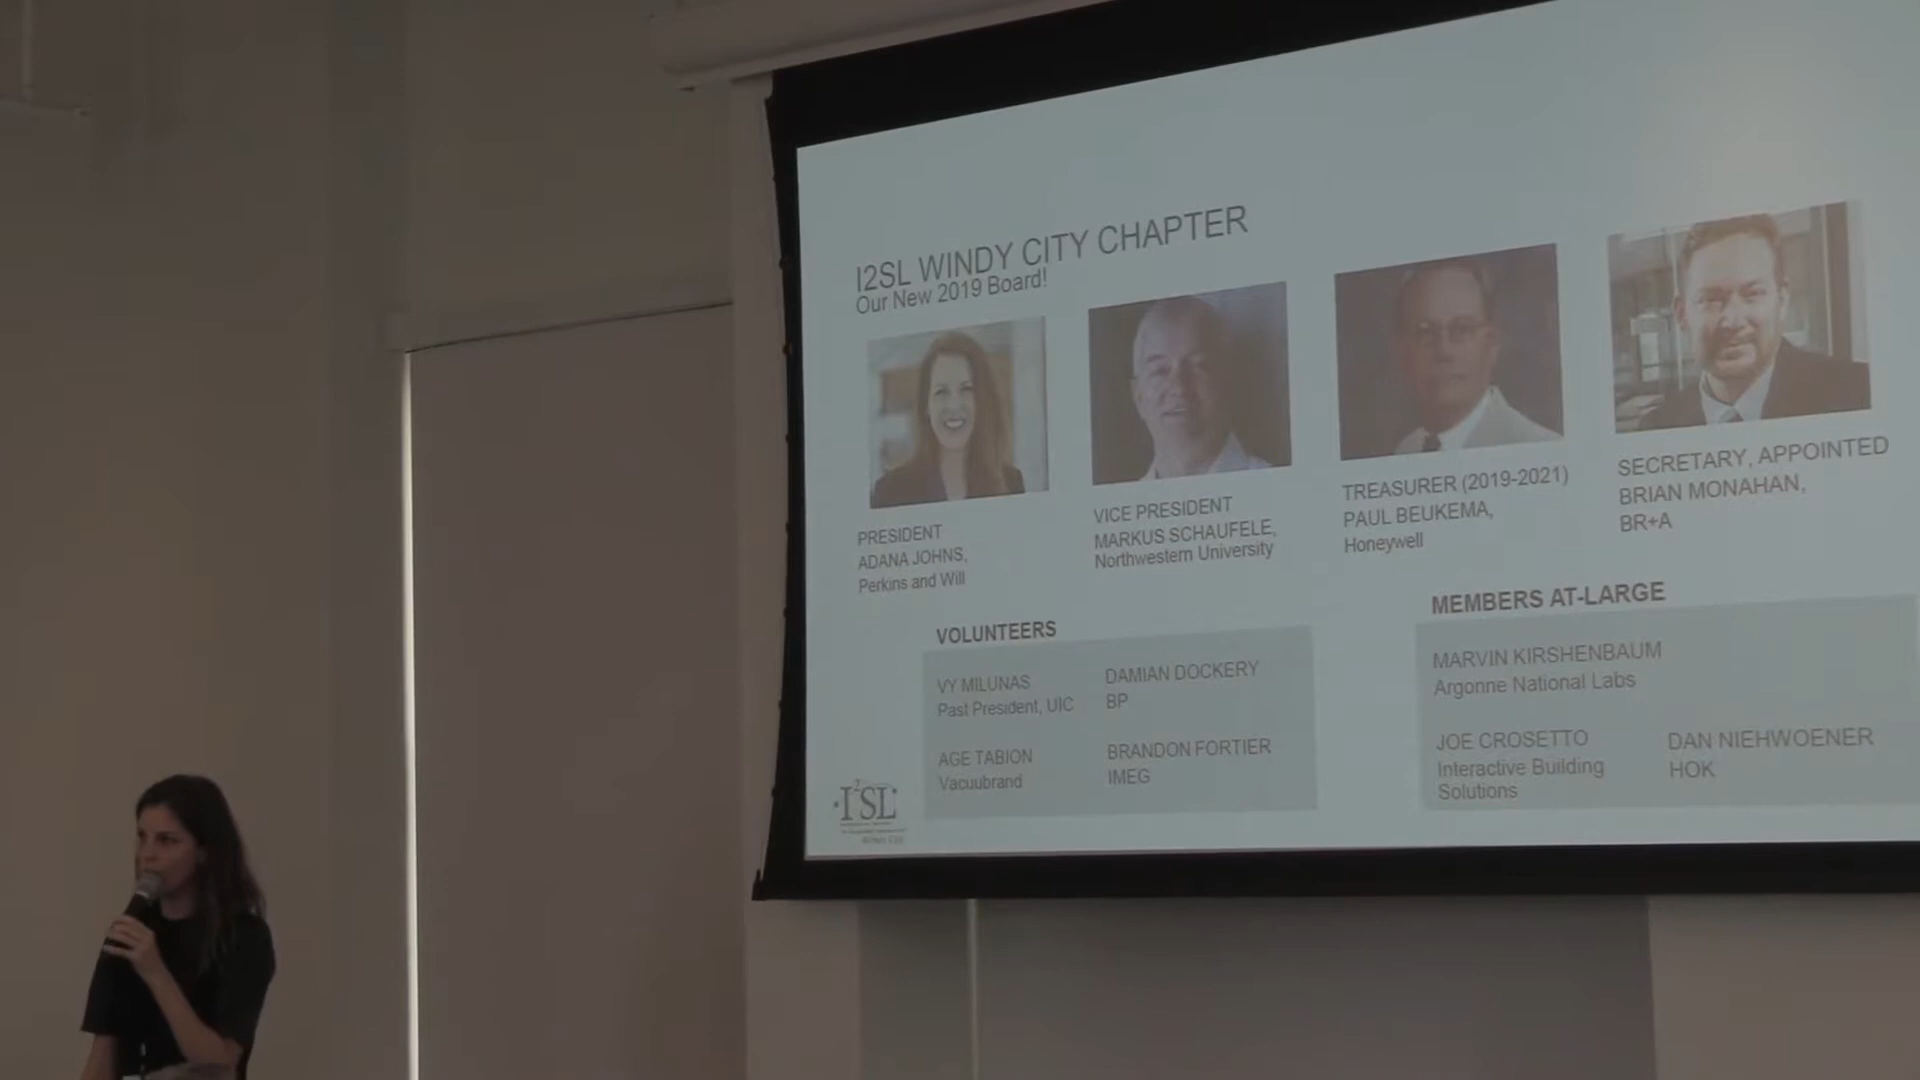 I2SL WINDY CITY CHAPTER
Our New 2019 Board!
PRESIDENT
ADANA JOHNS,
Perkins and Will
VICE PRESIDENT
MARKUS SCHAUFELE,
Northwestern University
TREASURER (2019-2021)
PAUL BEUKEMA,
Honeywell
SECRETARY, APPOINTED
BRIAN MONAHAN,
BR+A
VOLUNTEERS
VY MILUNAS
Past President, UIC
DAMIAN DOCKERY
BP
AGE TABION
Vacuubrand
BRANDON FORTIER
IMEG
MEMBERS AT-LARGE
MARVIN KIRSHENBAUM
Argonne National Labs
JOE CROSETTO
Interactive Building
Solutions
DAN NIEHWOENER
HOK
I²SL
Windy City